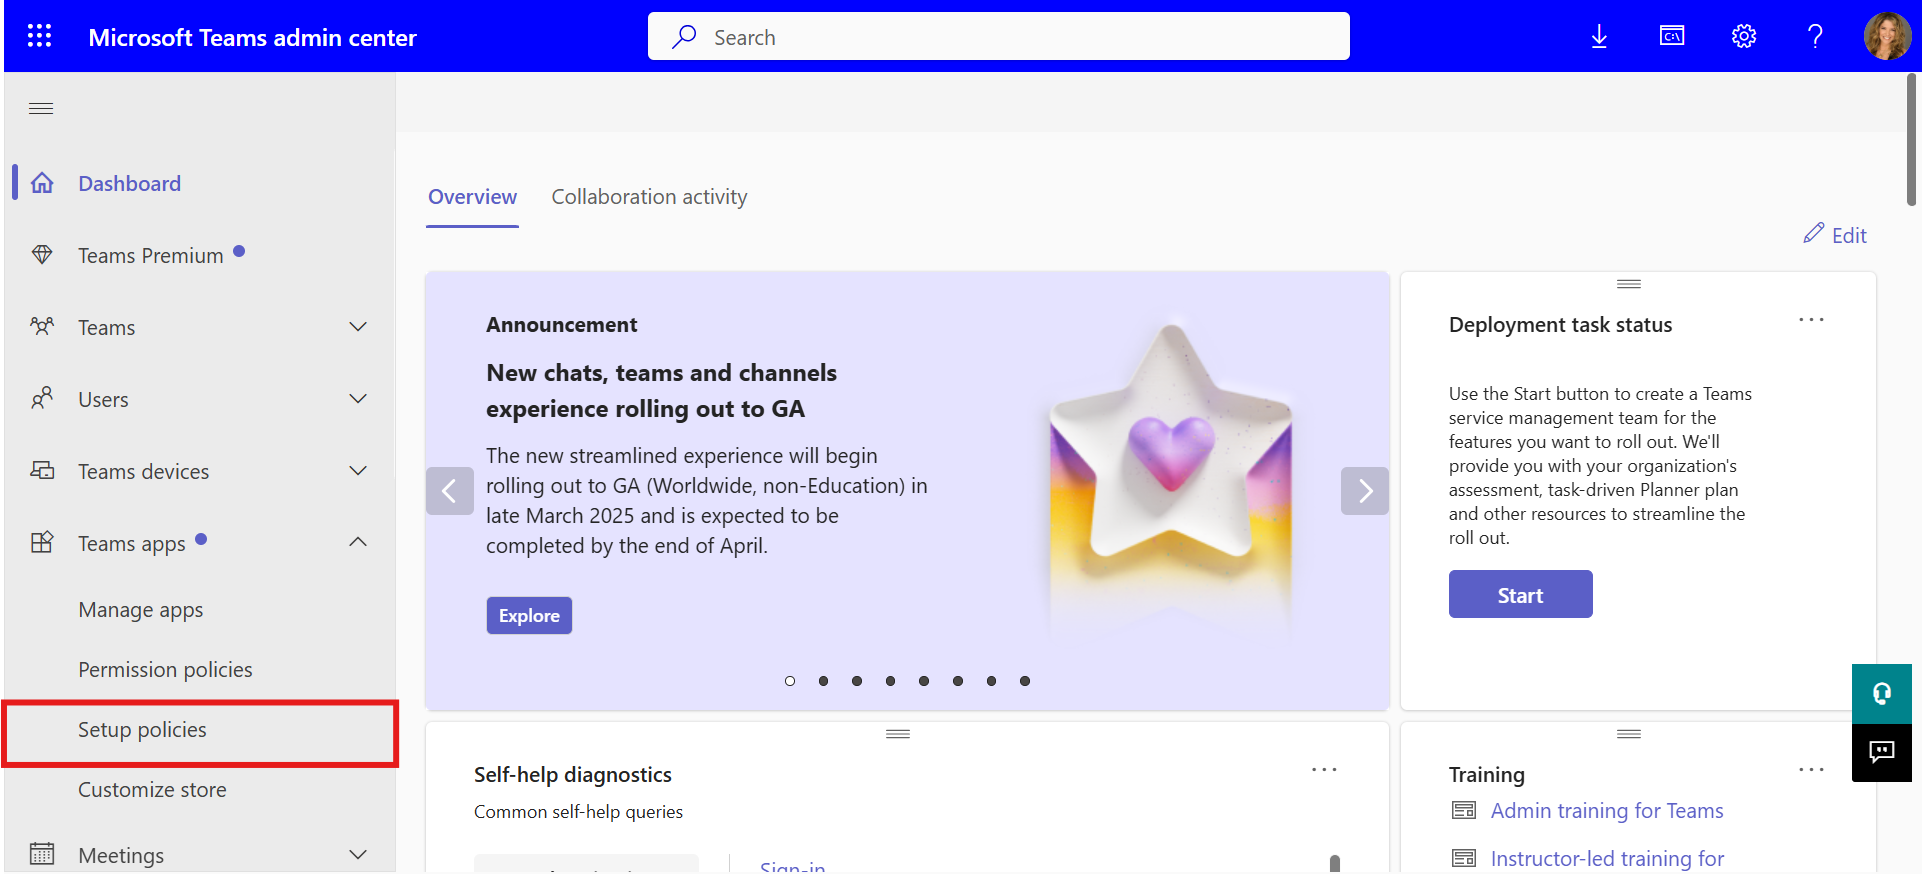 Microsoft Teams admin center
Search
Dashboard
Teams Premium
Teams
Users
Teams devices
Teams apps
Manage apps
Permission policies
Setup policies
Customize store
Meetings
Overview
Collaboration activity
Edit
Announcement
New chats, teams and channels
experience rolling out to GA
The new streamlined experience will begin
rolling out to GA (Worldwide, non-Education) in
late March 2025 and is expected to be
completed by the end of April.
Explore
Deployment task status
Use the Start button to create a Teams
service management team for the
features you want to roll out. We'll
provide you with your organization's
assessment, task-driven Planner plan
and other resources to streamline the
roll out.
Start
Self-help diagnostics
Common self-help queries
Sign-in
Training
Admin training for Teams
Instructor-led training for